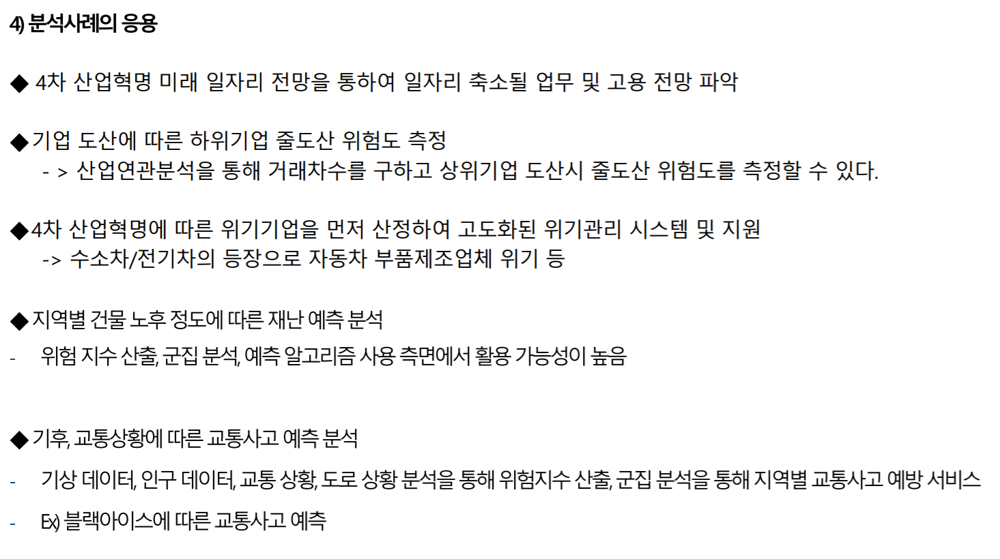 4) 분석사례의 응용
◆ 4차 산업혁명 미래 일자리 전망을 통하여 일자리 축소될 업무 및 고용 전망 파악
◆ 기업 도산에 따른 하위기업 줄도산 위험도 측정
- > 산업연관분석을 통해 거래차수를 구하고 상위기업 도산시 줄도산 위험도를 측정할 수 있다.
◆ 4차 산업혁명에 따른 위기기업을 먼저 산정하여 고도화된 위기관리 시스템 및 지원
-> 수소차/전기차의 등장으로 자동차 부품제조업체 위기 등
◆ 지역별 건물 노후 정도에 따른 재난 예측 분석
- 위험 지수 산출, 군집 분석, 예측 알고리즘 사용 측면에서 활용 가능성이 높음
◆ 기후, 교통상황에 따른 교통사고 예측 분석
- 기상 데이터, 인구 데이터, 교통 상황, 도로 상황 분석을 통해 위험지수 산출, 군집 분석을 통해 지역별 교통사고 예방 서비스
- Ex) 블랙아이스에 따른 교통사고 예측